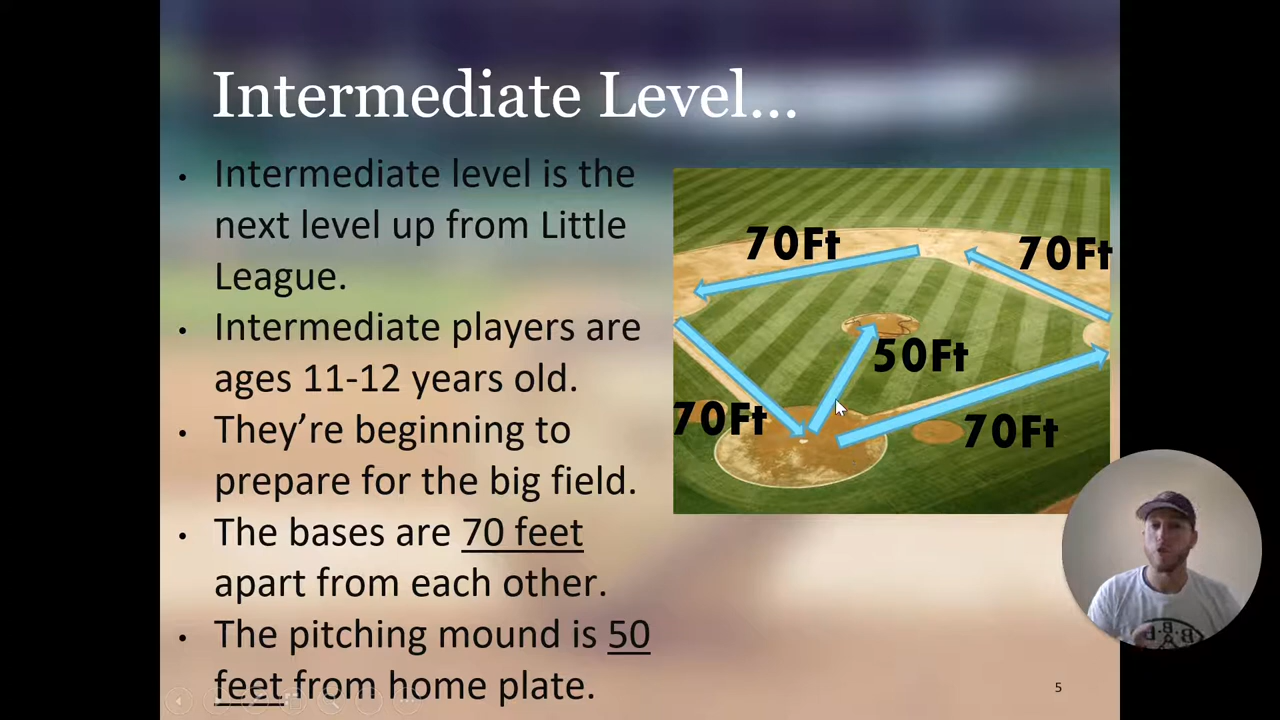 Intermediate Level...
• Intermediate level is the
next level up from Little
League.
• Intermediate players are
ages 11-12 years old.
• They’re beginning to
prepare for the big field.
• The bases are 70 feet
apart from each other.
• The pitching mound is 50
feet from home plate.
70Ft
70Ft
50Ft
70Ft
70Ft
5